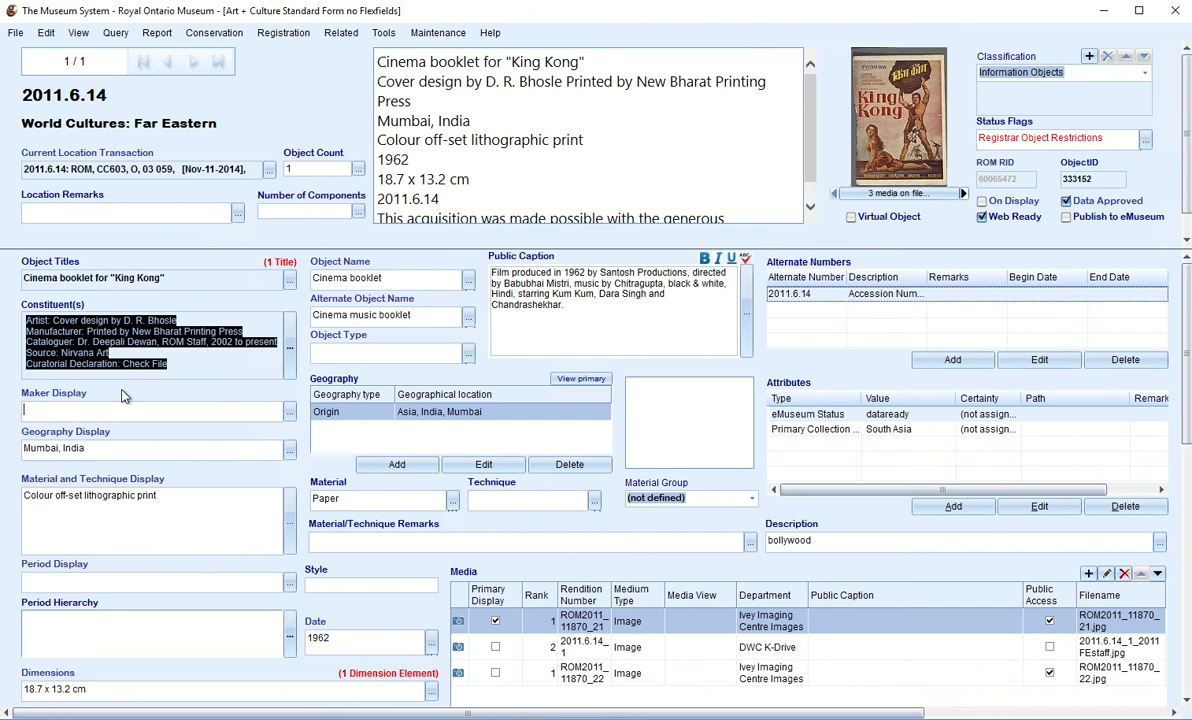 The Museum System - Royal Ontario Museum - [Art + Culture Standard Form no Flexfields]
File Edit View Query Report Conservation Registration Related Tools Maintenance Help
1 / 1
2011.6.14
World Cultures: Far Eastern
Current Location Transaction
2011.6.14: ROM, CC603, O, 03 059, [Nov-11-2014],
...
Object Count
1
...
Location Remarks
...
Number of Components
...
Cinema booklet for "King Kong"
Cover design by D. R. Bhosle Printed by New Bharat Printing
Press
Mumbai, India
Colour off-set lithographic print
1962
18.7 x 13.2 cm
2011.6.14
This acquisition was made possible with the generous
King
Kong
3 media on file...
Virtual Object
Classification
Information Objects
Status Flags
Registrar Object Restrictions
...
ROM RID ObjectID
60065472 333152
On Display Data Approved
Web Ready Publish to eMuseum
Object Titles (1 Title)
Cinema booklet for "King Kong"
...
Constituent(s)
Artist: Cover design by D. R. Bhosle
Manufacturer: Printed by New Bharat Printing Press
Cataloguer: Dr. Deepali Dewan, ROM Staff, 2002 to present
Source: Nirvana Art
Curatorial Declaration: Check File
...
Maker Display
...
Geography Display
Mumbai, India
...
Material and Technique Display
Colour off-set lithographic print
...
Period Display
...
Period Hierarchy
...
Dimensions (1 Dimension Element)
18.7 x 13.2 cm
...
Object Name
Cinema booklet
...
Alternate Object Name
Cinema music booklet
...
Object Type
...
Public Caption
B I U ABC
Film produced in 1962 by Santosh Productions, directed
by Babubhai Mistri, music by Chitragupta, black & white,
Hindi, starring Kum Kum, Dara Singh and
Chandrashekhar.
...
Geography View primary
Geography type Geographical location
Origin Asia, India, Mumbai
Add Edit Delete
Material
Paper
...
Technique
...
Material Group
(not defined)
Material/Technique Remarks
...
Description
bollywood
...
Style
Date
1962
...
Alternate Numbers
Alternate Number Description Remarks Begin Date End Date
2011.6.14 Accession Num...
Add Edit Delete
Attributes
Type Value Certainty Path Remark
eMuseum Status dataready (not assign...
Primary Collection ... South Asia (not assign...
Add Edit Delete
Media
Primary Display Rank Rendition Number Medium Type Media View Department Public Caption Public Access Filename
1 ROM2011_11870_21 Image Ivey Imaging Centre Images ROM2011_11870_21.jpg
2 2011.6.14_1 Image DWC K-Drive 2011.6.14_1_2011FEstaff.jpg
1 ROM2011_11870_22 Image Ivey Imaging Centre Images ROM2011_11870_22.jpg